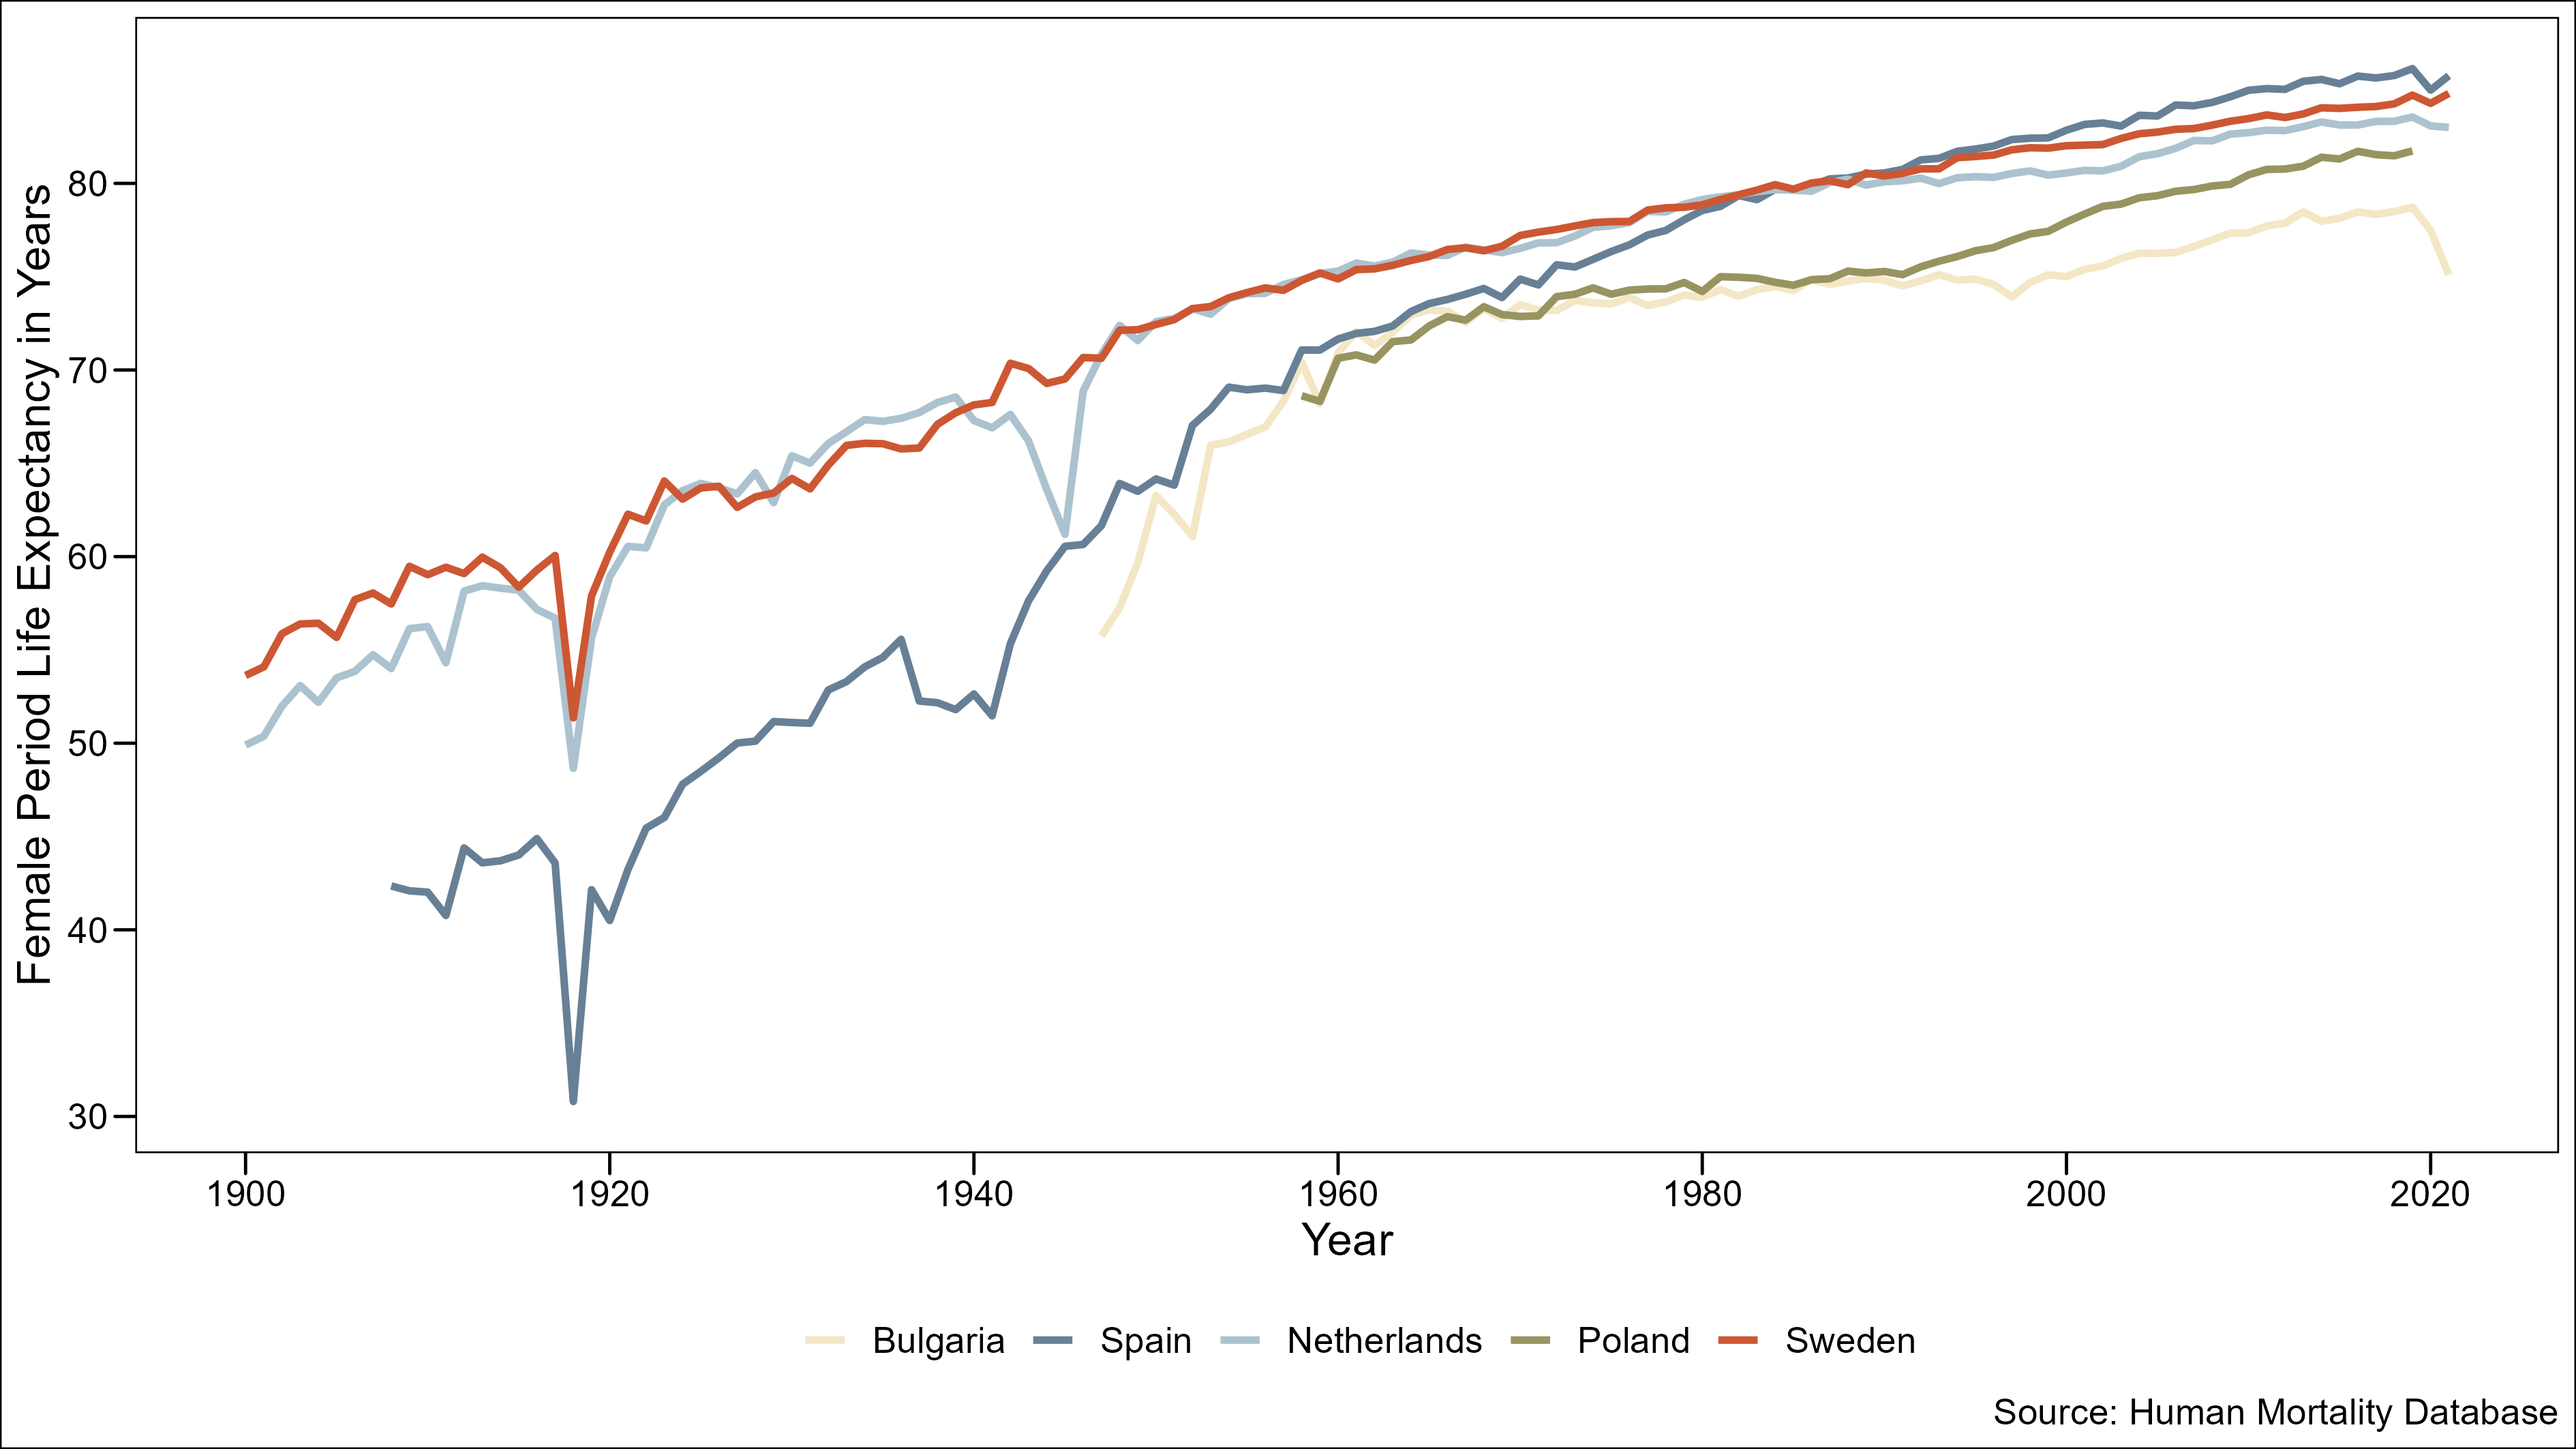 Female Period Life Expectancy in Years
80
70
60
50
40
30
1900 1920 1940 1960 1980 2000 2020
Year
Bulgaria Spain Netherlands Poland Sweden
Source: Human Mortality Database